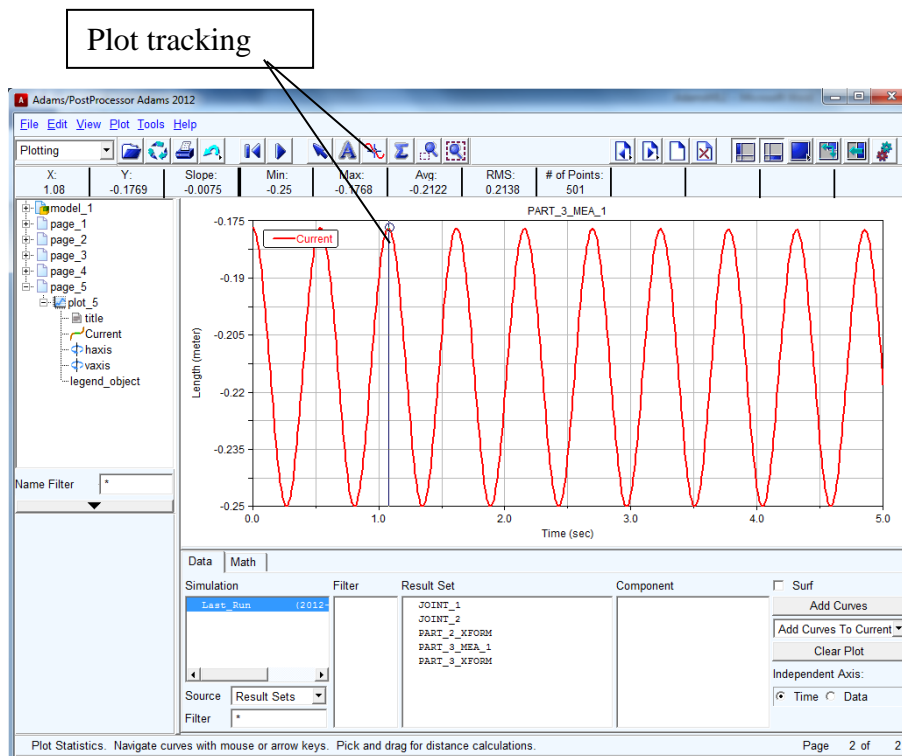 Plot tracking
Adams/PostProcessor Adams 2012
File Edit View Plot Tools Help
Plotting
X: Y: Slope: Min: Max: Avg: RMS: # of Points:
1.08 -0.1769 -0.0075 -0.25 -0.1768 -0.2122 0.2138 501
model_1
page_1
page_2
page_3
page_4
page_5
plot_5
title
Current
haxis
vaxis
legend_object
Name Filter *
PART_3_MEA_1
Current
Length (meter)
-0.175
-0.19
-0.205
-0.22
-0.235
-0.25
0.0 1.0 2.0 3.0 4.0 5.0
Time (sec)
Data Math
Simulation Filter Result Set Component Surf
Last_Run (2012-
JOINT_1
JOINT_2
PART_2_XFORM
PART_3_MEA_1
PART_3_XFORM
Add Curves
Add Curves To Current
Clear Plot
Independent Axis:
Time Data
Source Result Sets
Filter *
Plot Statistics. Navigate curves with mouse or arrow keys. Pick and drag for distance calculations. Page 2 of 2